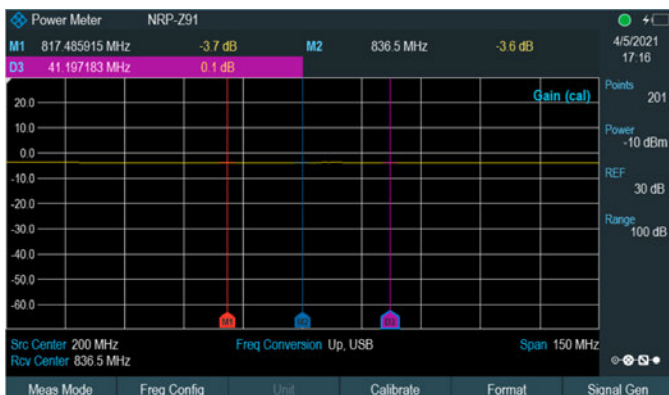 Power Meter NRP-Z91
M1 817.485915 MHz -3.7 dB M2 836.5 MHz -3.6 dB
4/5/2021
17:16
D3 41.197183 MHz 0.1 dB
Gain (cal)
20.0
10.0
0.0
-10.0
-20.0
-30.0
-40.0
-50.0
-60.0
M1 M2 D3
Points
201
Power
-10 dBm
REF
30 dB
Range
100 dB
Src Center 200 MHz Freq Conversion Up, USB Span 150 MHz
Rcv Center 836.5 MHz
Meas Mode Freq Config Unit Calibrate Format Signal Gen